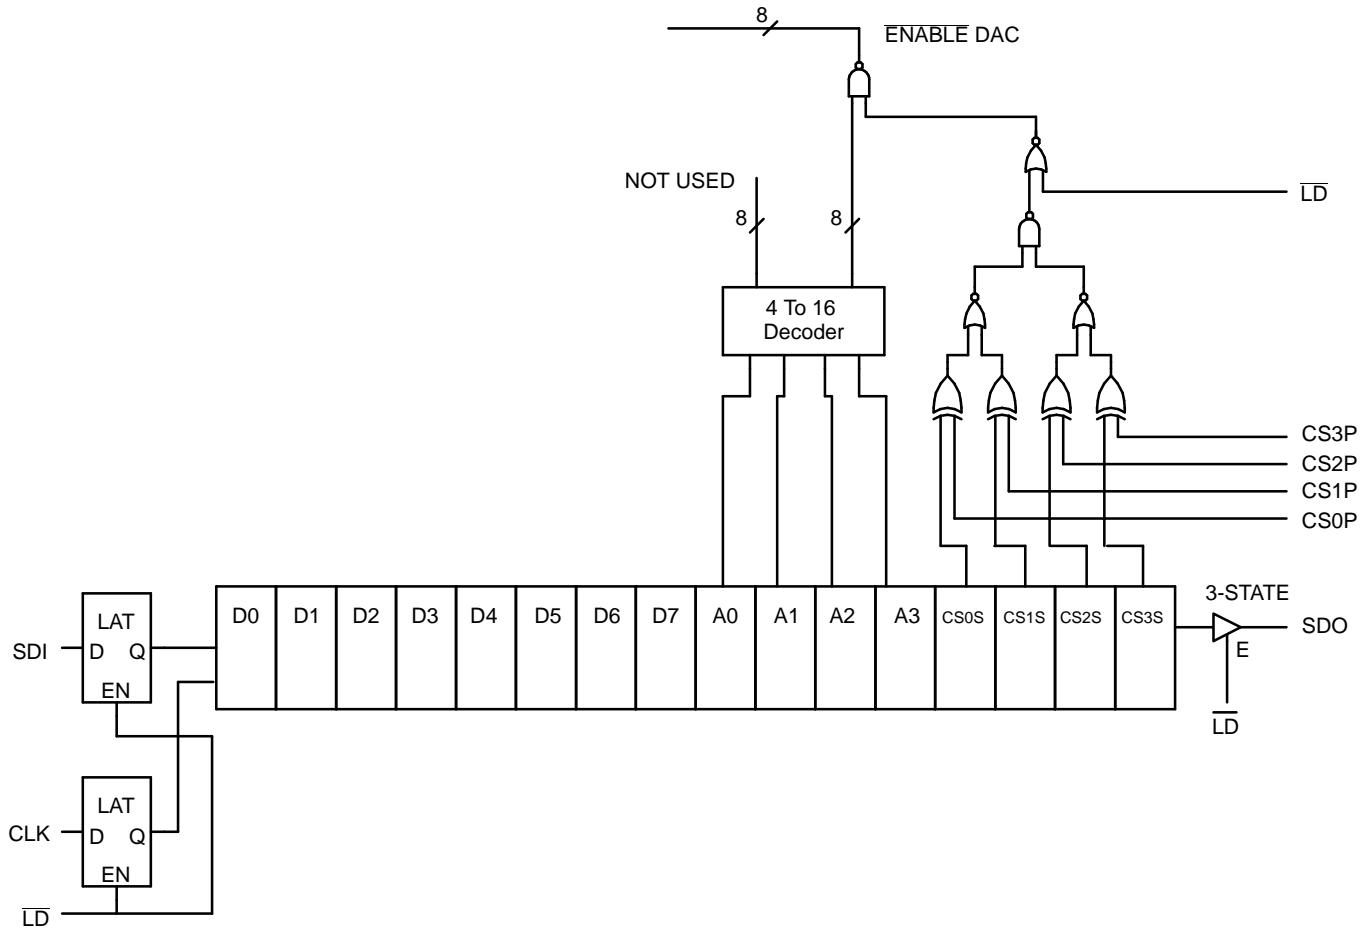 8
ENABLE DAC
NOT USED
LD
8
8
4 To 16
Decoder
CS3P
CS2P
CS1P
CS0P
3-STATE
LAT
SDI
D Q
EN
D0 D1 D2 D3 D4 D5 D6 D7 A0 A1 A2 A3 CS0S CS1S CS2S CS3S
SDO
E
LD
LAT
CLK
D Q
EN
LD